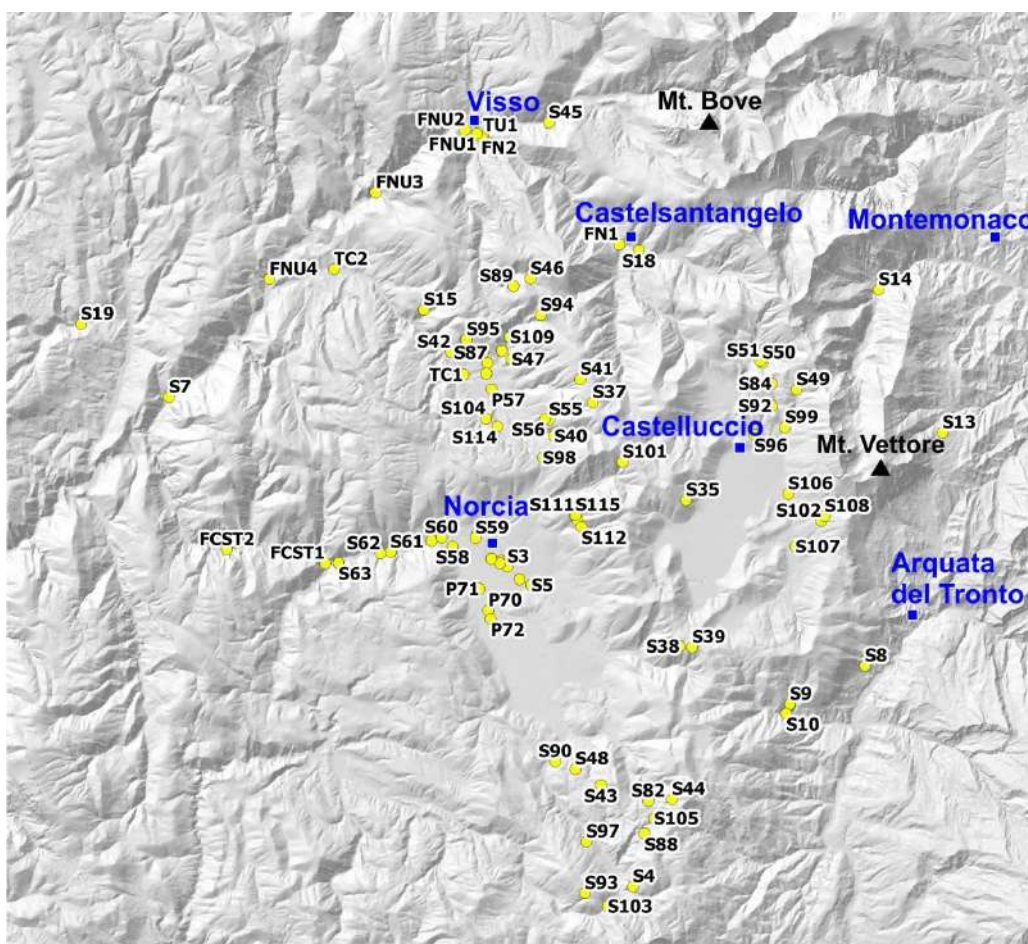 Visso
Mt. Bove
S45
FNU2
TU1
FNU1
FN2
FNU3
Castelsantangelo
Montemonaco
FN1
S18
TC2
FNU4
S89
S46
S14
S15
S94
S19
S95
S109
S42
S87
S47
S51
S50
TC1
S41
S84
S49
S7
P57
S37
S92
S104
S55
S99
S114
S56
S40
Castelluccio
S96
S13
S98
S101
Mt. Vettore
S106
S35
Norcia
S111
S115
S102
S108
S112
S60
S59
S107
FCST2
FCST1
S62
S61
S58
S63
S3
Arquata
del Tronto
P71
S5
P70
P72
S38
S39
S8
S9
S10
S90
S48
S43
S82
S44
S105
S97
S88
S93
S4
S103